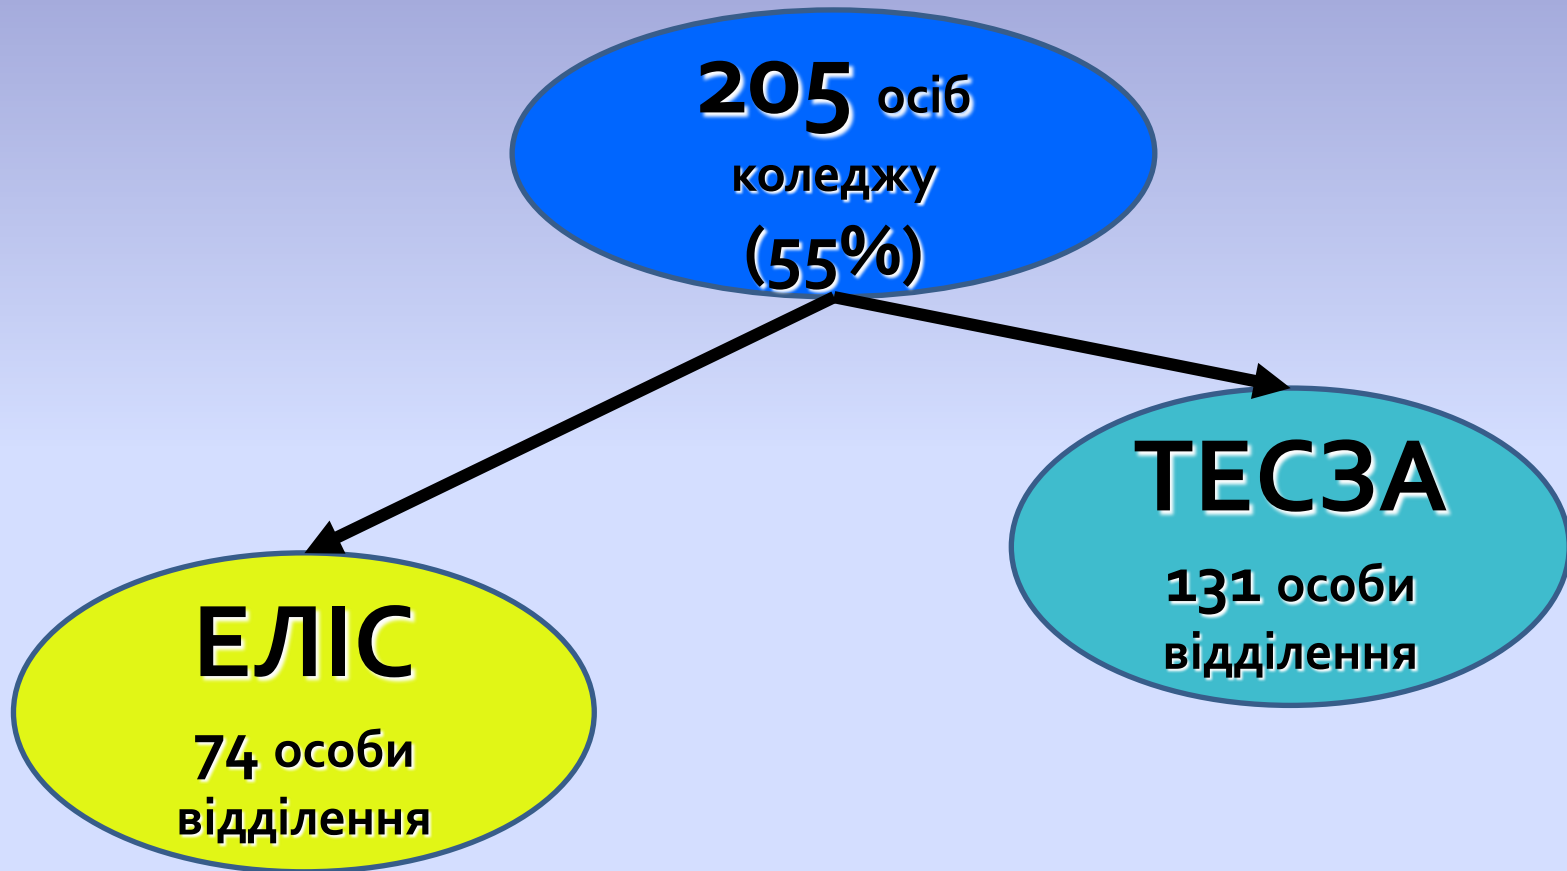 205 осіб
коледжу
(55%)
ТЕСЗА
131 особи
відділення
ЕЛІС
74 особи
відділення